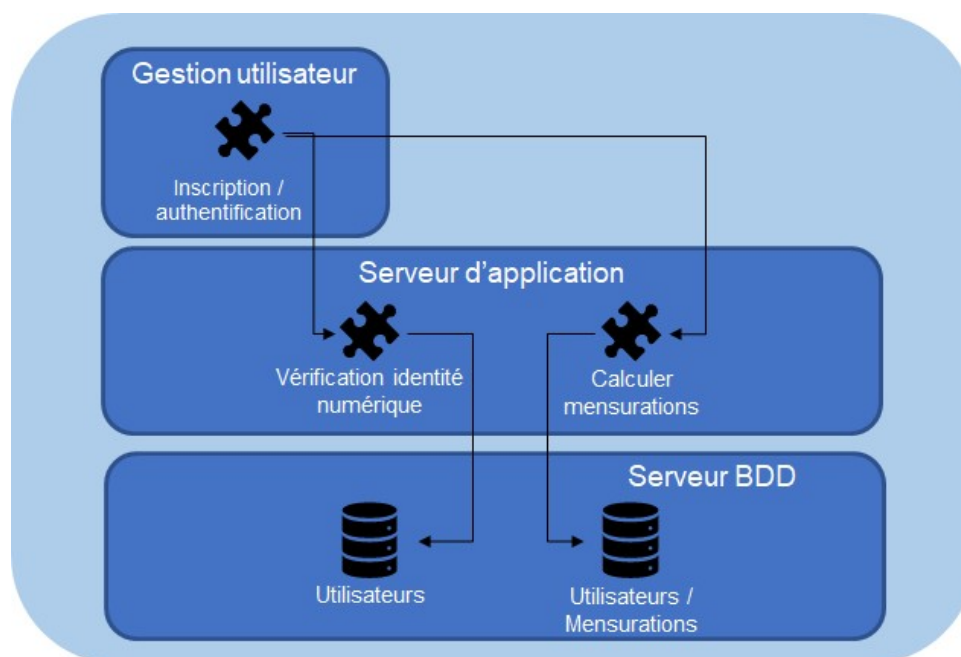 Gestion utilisateur
Inscription /
authentification
Serveur d'application
Vérification identité
numérique
Calculer
mensurations
Serveur BDD
Utilisateurs
Utilisateurs /
Mensurations